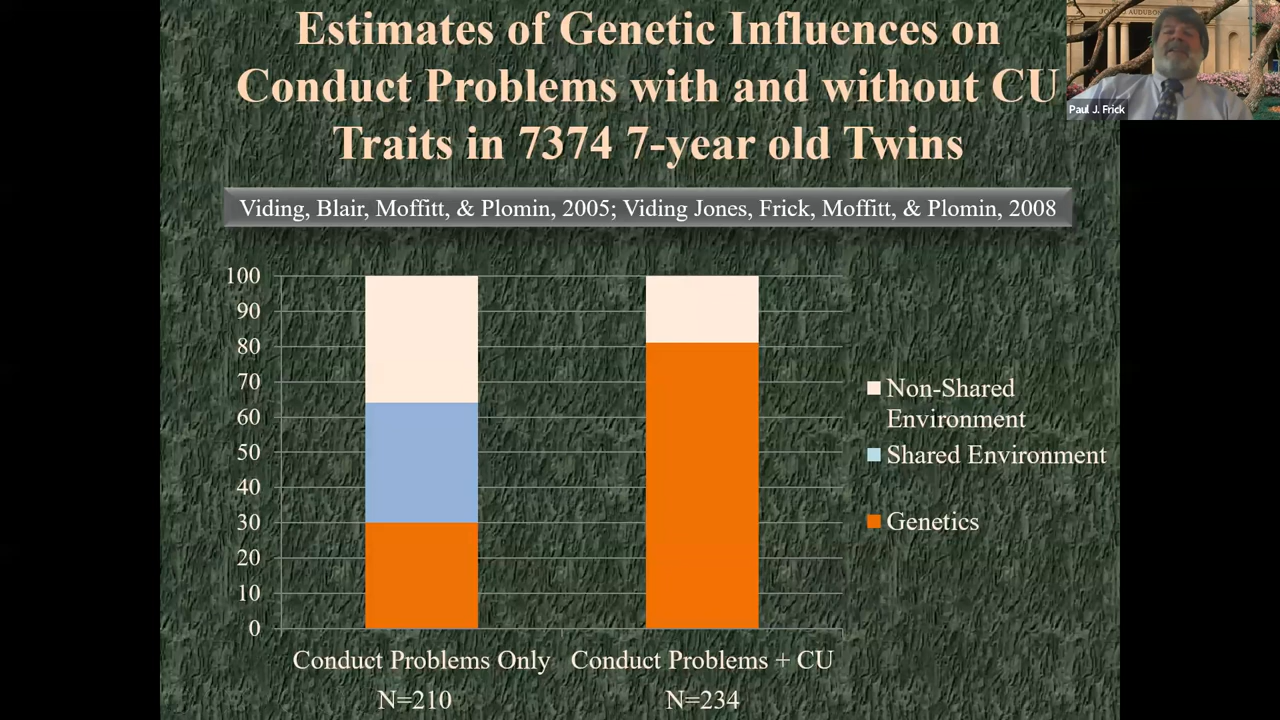 Estimates of Genetic Influences on
Conduct Problems with and without CU
Traits in 7374 7-year old Twins
Paul J. Frick
Viding, Blair, Moffitt, & Plomin, 2005; Viding Jones, Frick, Moffitt, & Plomin, 2008
100
90
80
70
60
50
40
30
20
10
0
Non-Shared
Environment
Shared Environment
Genetics
Conduct Problems Only Conduct Problems + CU
N=210 N=234